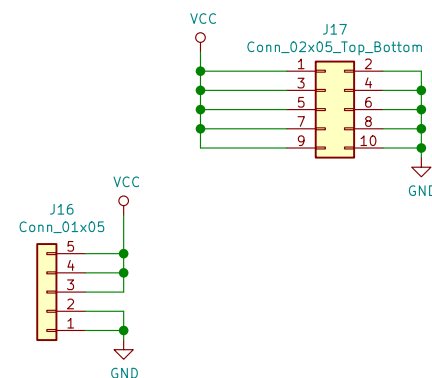 VCC
J17
Conn_02x05_Top_Bottom
1 2
3 4
5 6
7 8
9 10
GND
VCC
J16
Conn_01x05
5
4
3
2
1
GND